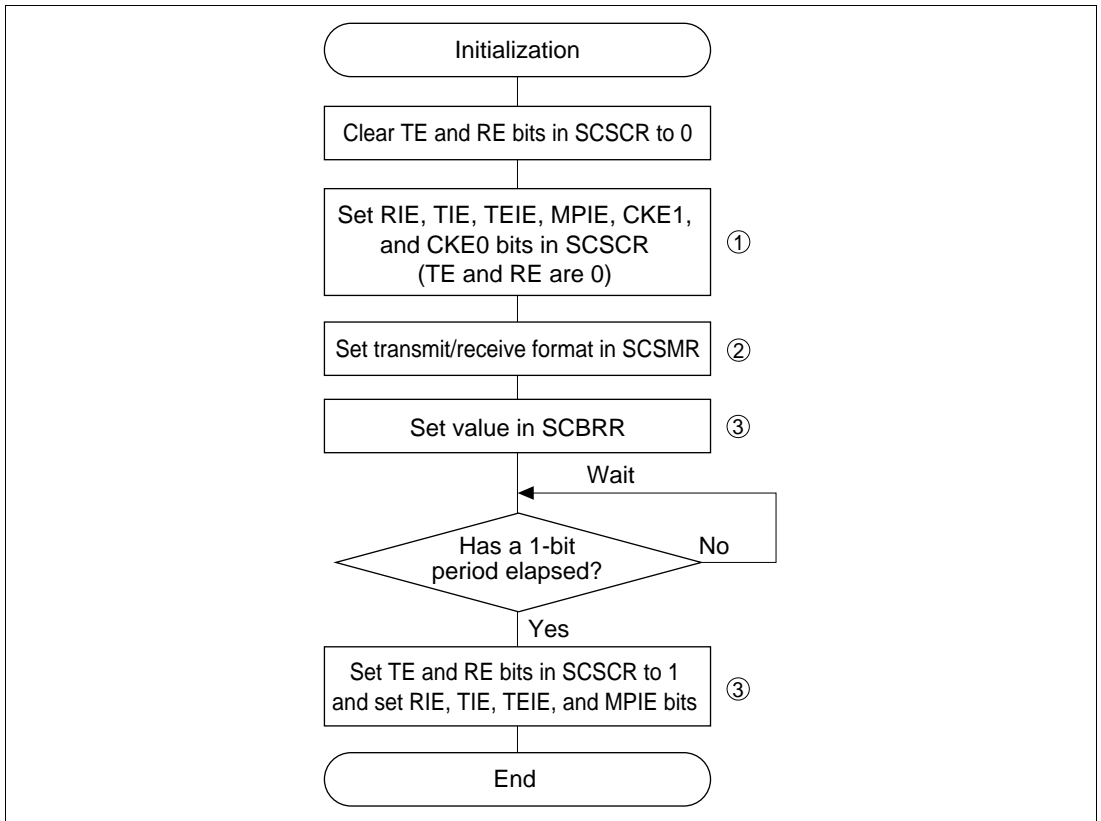 Initialization
Clear TE and RE bits in SCSCR to 0
Set RIE, TIE, TEIE, MPIE, CKE1,
and CKE0 bits in SCSCR
(TE and RE are 0)
①
Set transmit/receive format in SCSMR
②
Set value in SCBRR
③
Wait
Has a 1-bit
period elapsed?
No
Yes
Set TE and RE bits in SCSCR to 1
and set RIE, TIE, TEIE, and MPIE bits
③
End